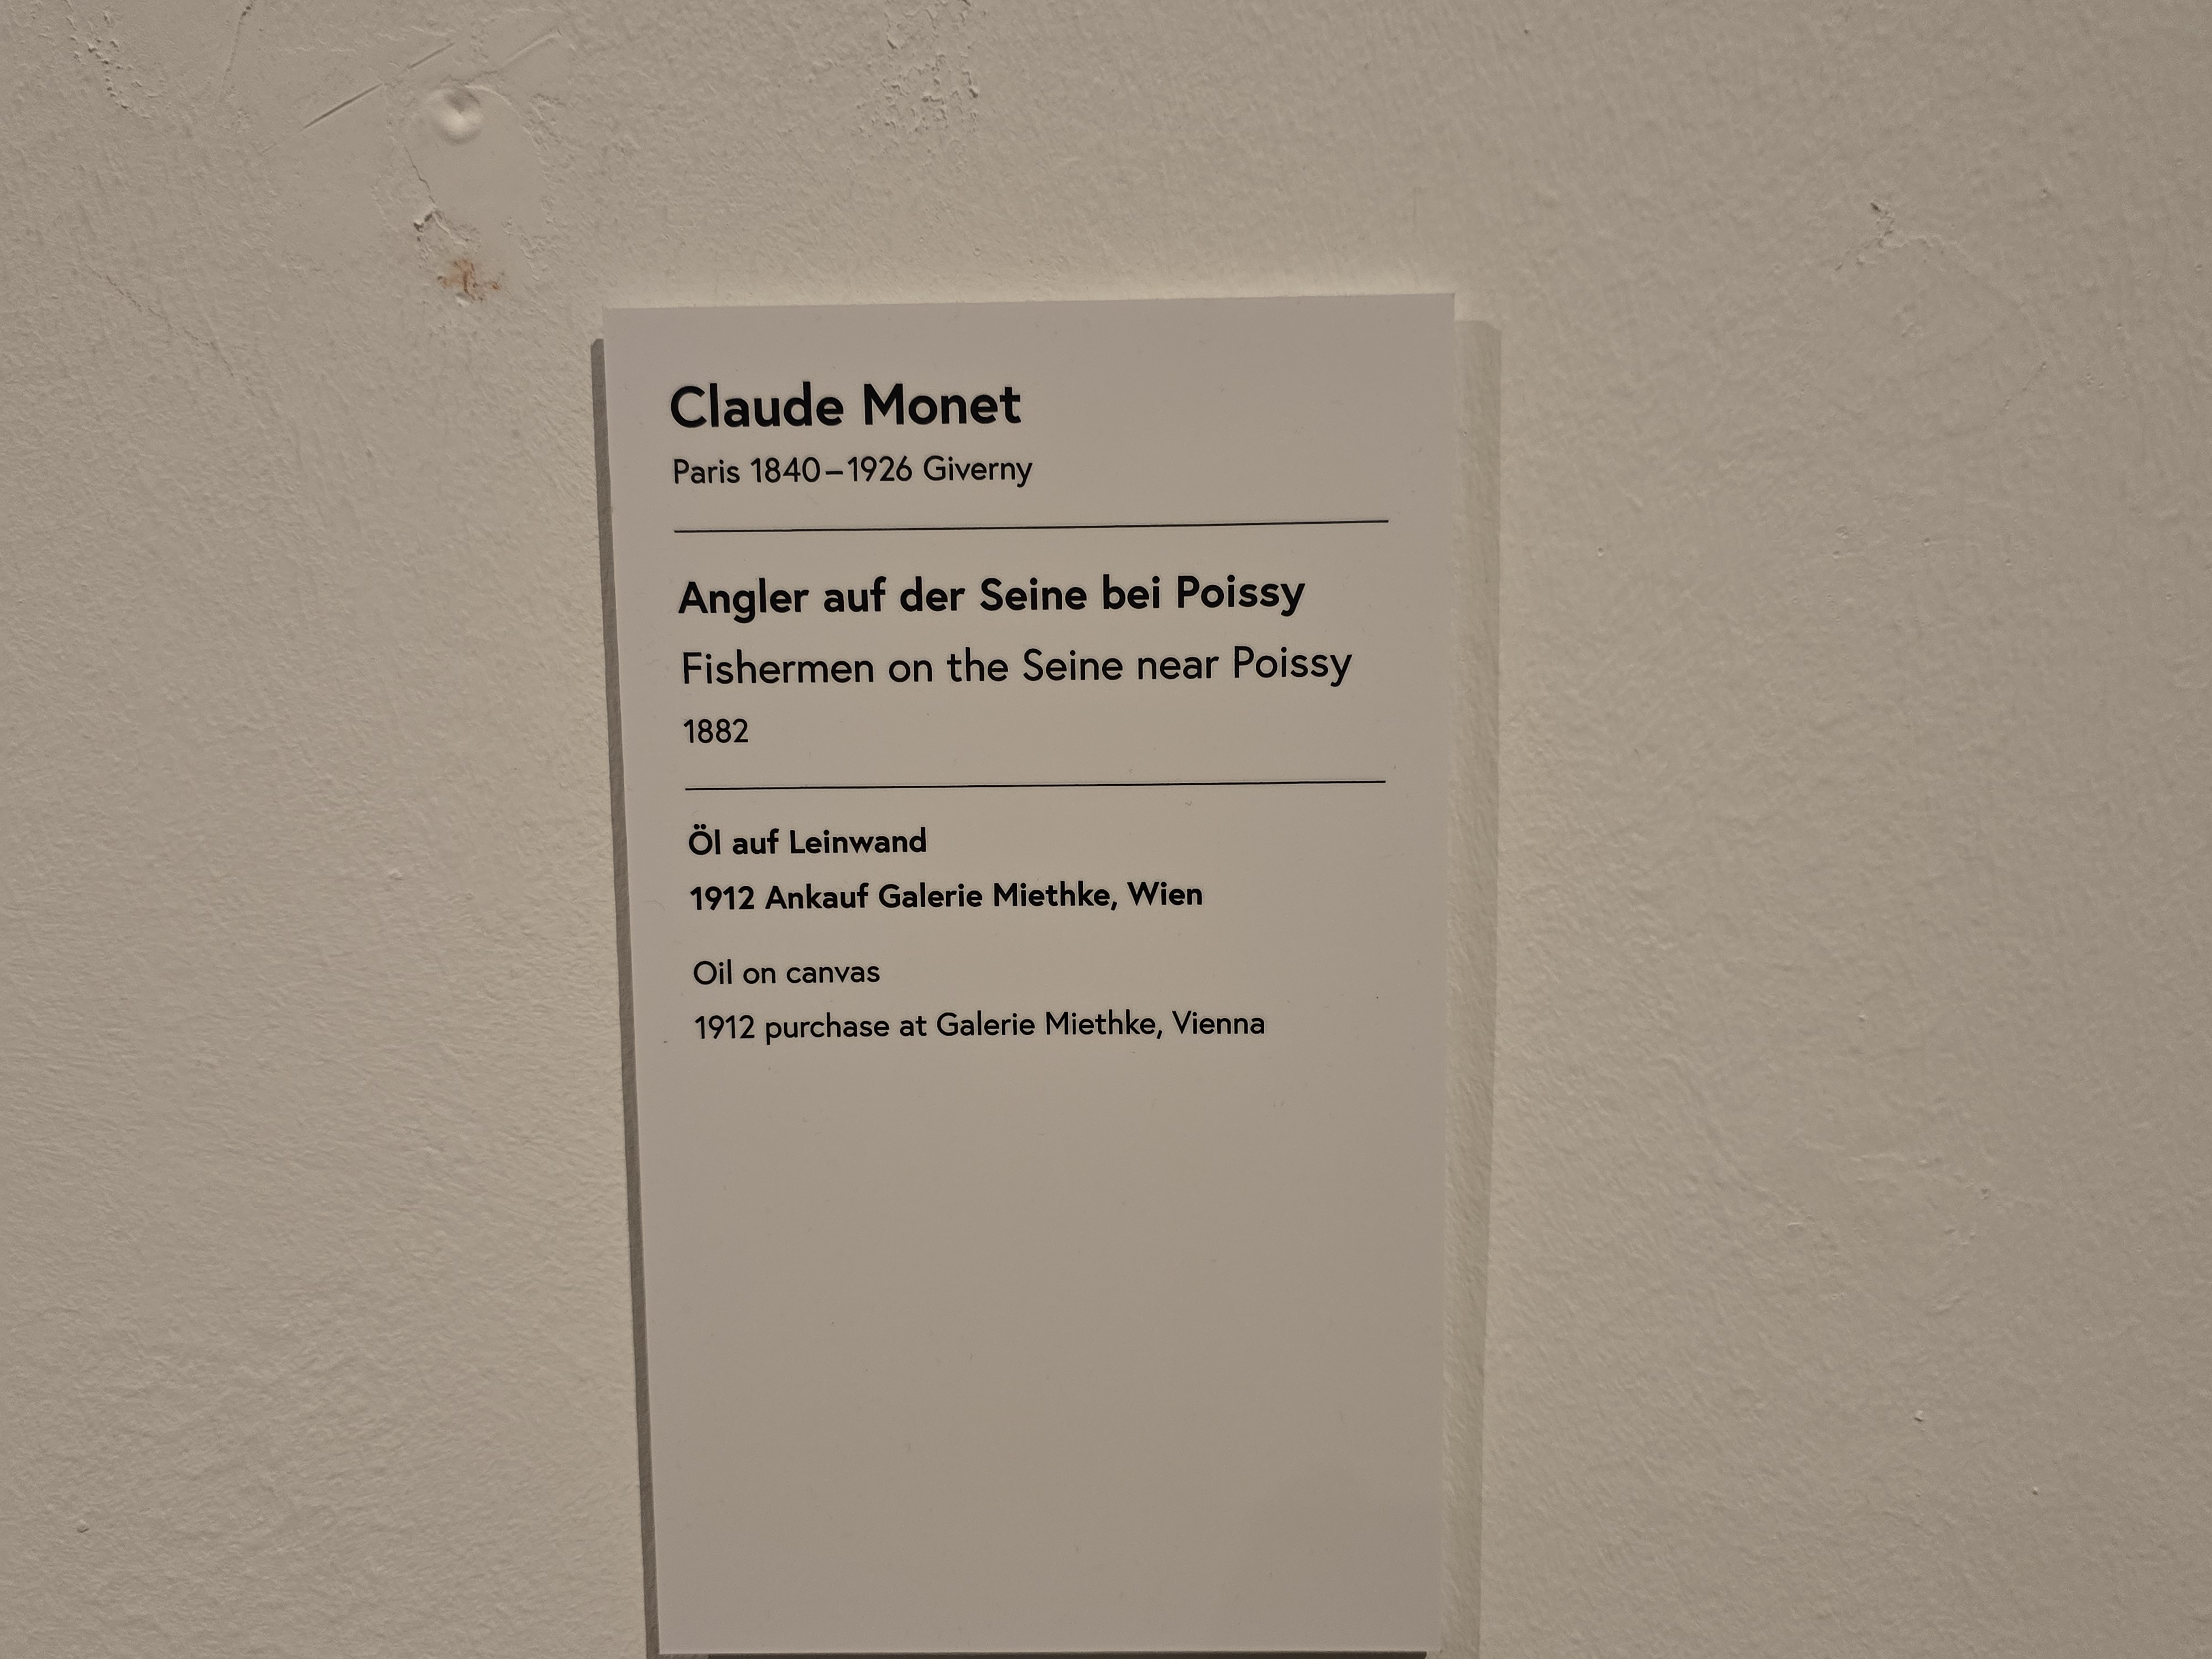 Claude Monet
Paris 1840–1926 Giverny
Angler auf der Seine bei Poissy
Fishermen on the Seine near Poissy
1882
Öl auf Leinwand
1912 Ankauf Galerie Miethke, Wien
Oil on canvas
1912 purchase at Galerie Miethke, Vienna